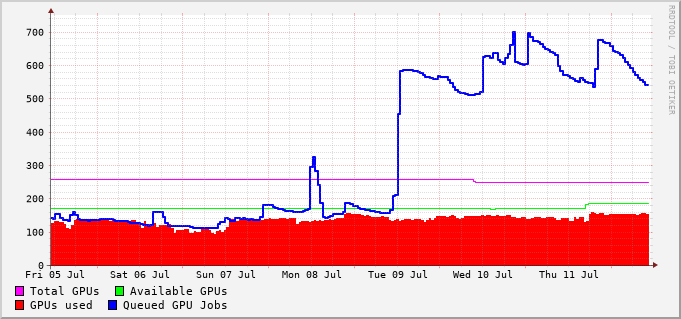 700
600
500
400
300
200
100
0
Fri 05 Jul Sat 06 Jul Sun 07 Jul Mon 08 Jul Tue 09 Jul Wed 10 Jul Thu 11 Jul
Total GPUs Available GPUs
GPUs used Queued GPU Jobs
RRDTOOL / TOBI OETIKER